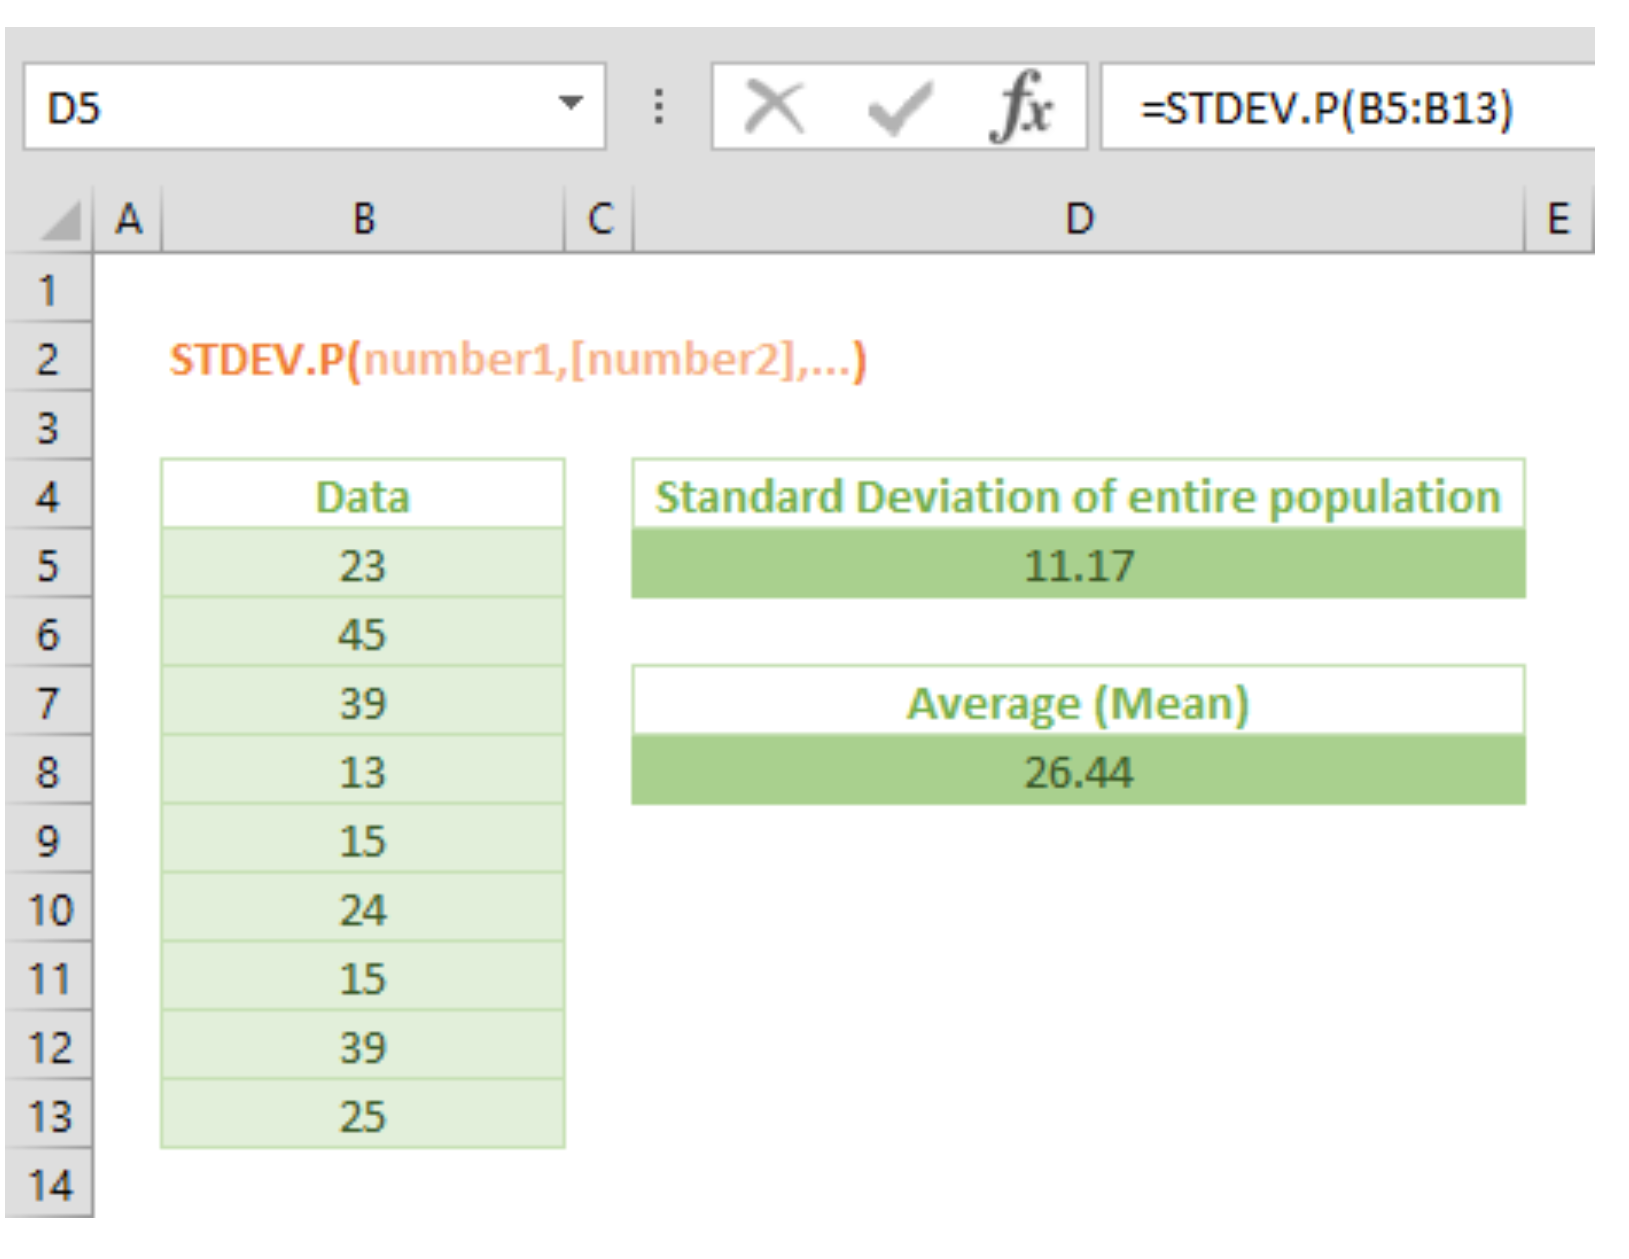 D5 fx =STDEV.P(B5:B13)
A B C D E
1
2 STDEV.P(number1,[number2],...)
3
4 Data Standard Deviation of entire population
5 23 11.17
6 45
7 39 Average (Mean)
8 13 26.44
9 15
10 24
11 15
12 39
13 25
14